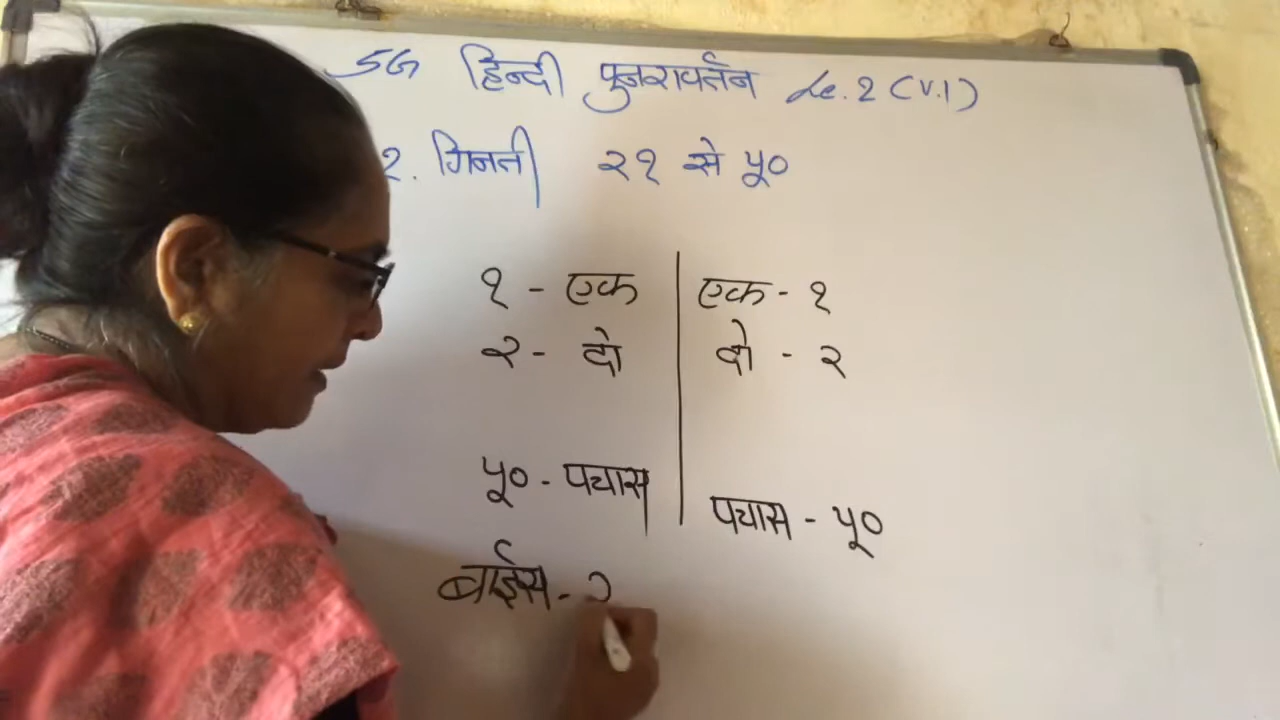 5G हिन्दी पुनरावर्तन Le. 2 (V.1)
2. गिनती २१ से ५०
१ - एक | एक - १
२ - दो | दो - २
५० - पचास | पचास - ५०
बाईस - २